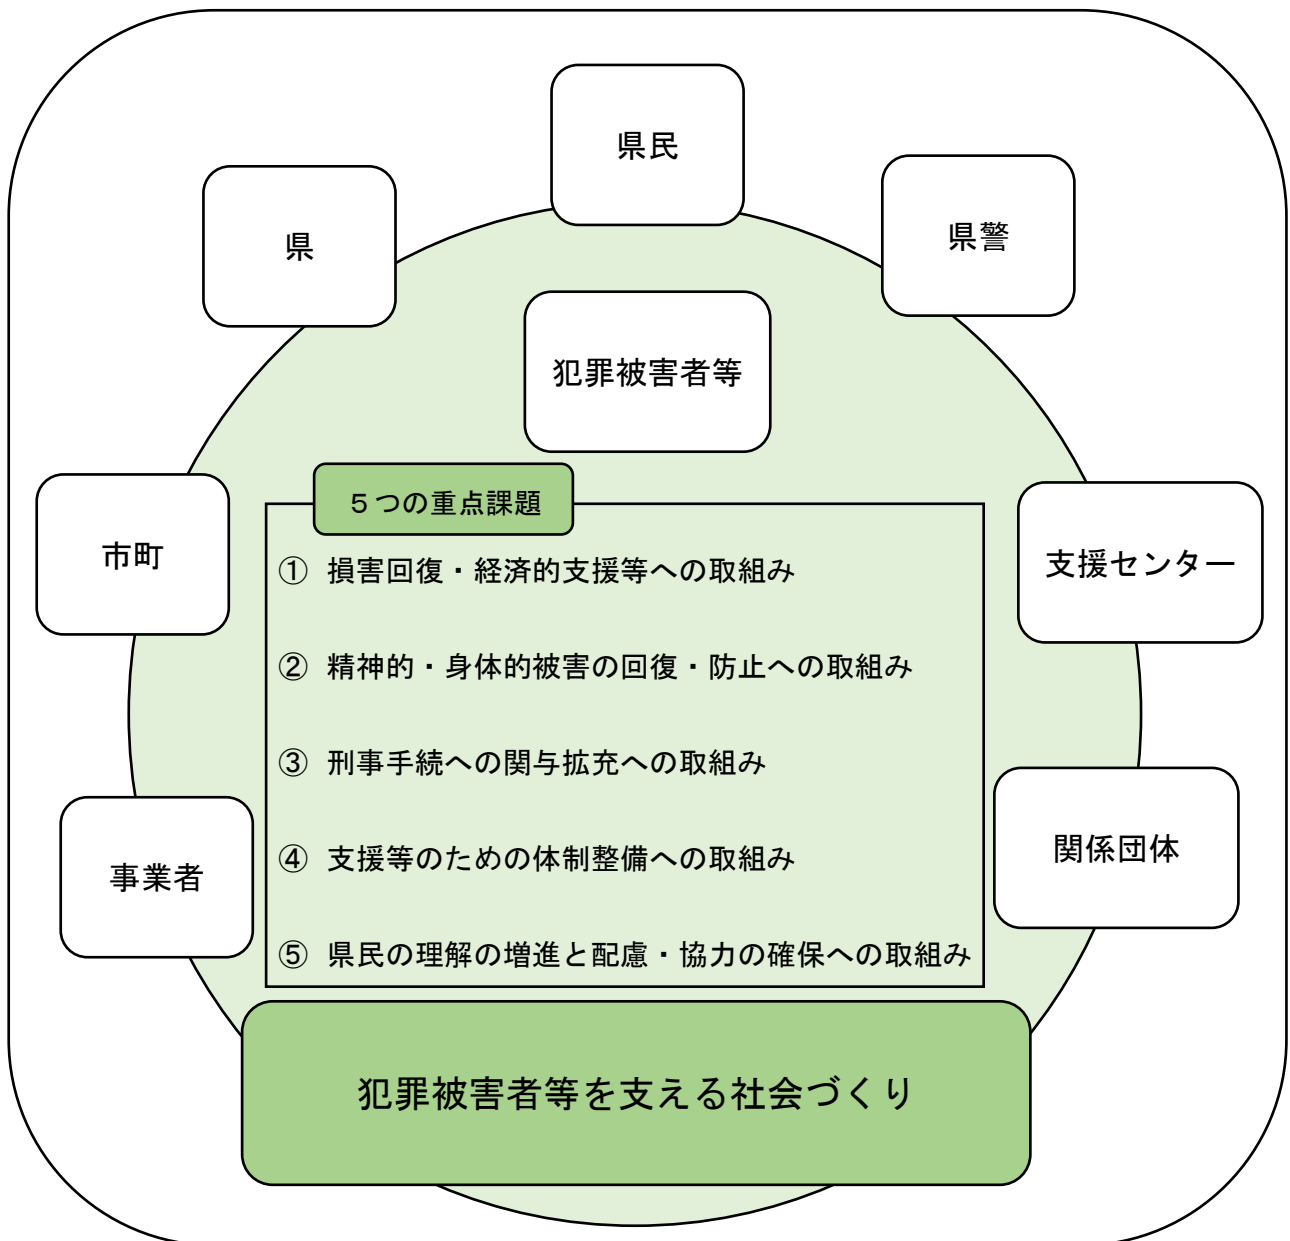 県民
県
県警
犯罪被害者等
５つの重点課題
市町
支援センター
① 損害回復・経済的支援等への取組み
② 精神的・身体的被害の回復・防止への取組み
③ 刑事手続への関与拡充への取組み
④ 支援等のための体制整備への取組み
⑤ 県民の理解の増進と配慮・協力の確保への取組み
事業者
関係団体
犯罪被害者等を支える社会づくり